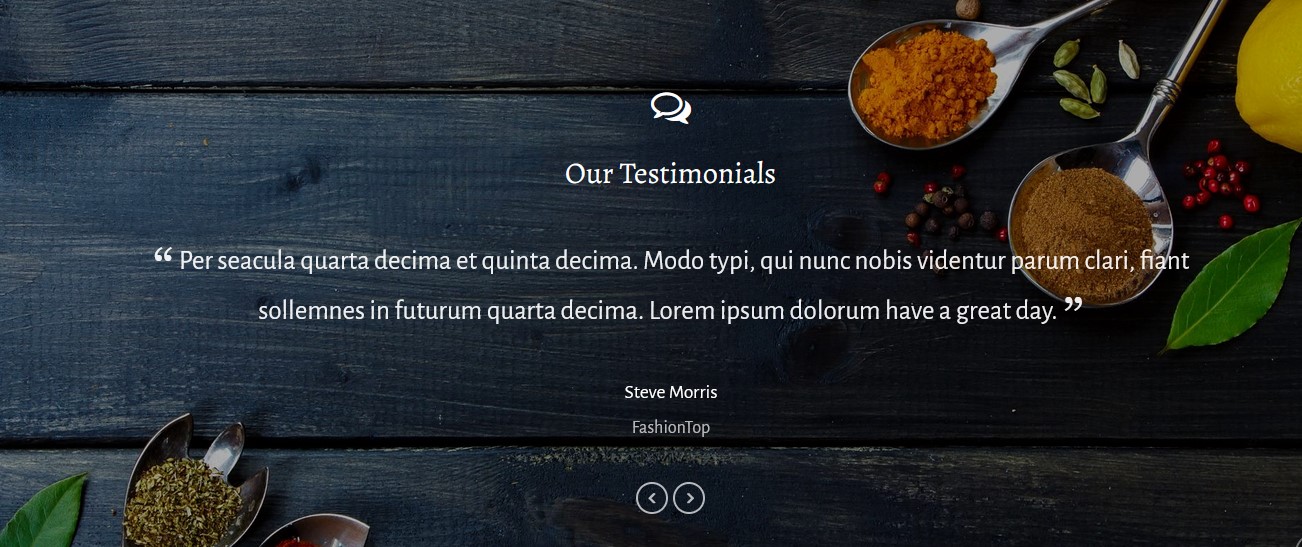 Our Testimonials
“ Per seacula quarta decima et quinta decima. Modo typi, qui nunc nobis videntur parum clari, fiant
sollemnes in futurum quarta decima. Lorem ipsum dolorum have a great day. ”
Steve Morris
FashionTop